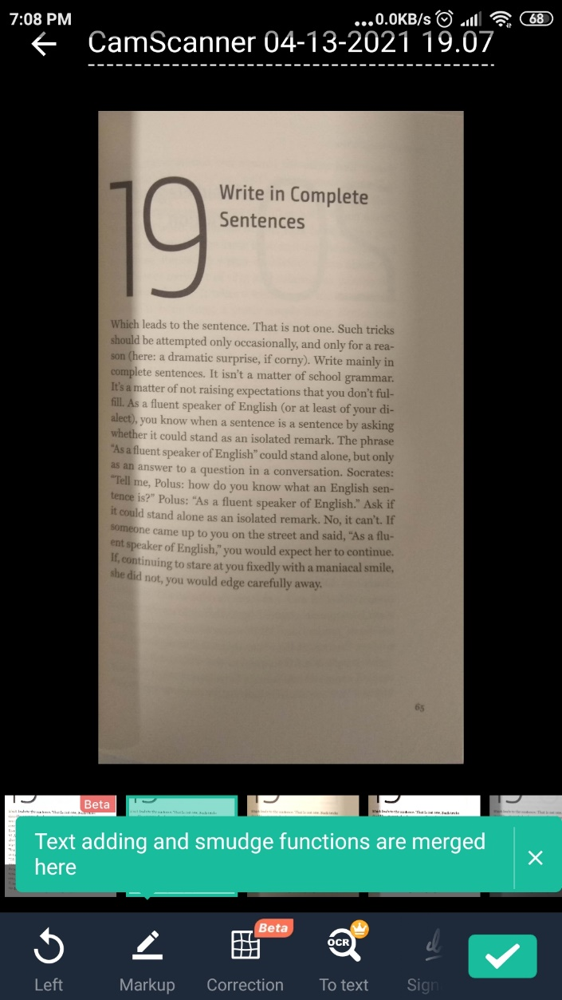 7:08 PM
...0.0KB/s
68
CamScanner 04-13-2021 19.07
19
Write in Complete
Sentences
Which leads to the sentence. That is not one. Such tricks
should be attempted only occasionally, and only for a rea-
son (here: a dramatic surprise, if corny). Write mainly in
complete sentences. It isn't a matter of school grammar.
It's a matter of not raising expectations that you don't ful-
fill. As a fluent speaker of English (or at least of your di-
alect), you know when a sentence is a sentence by asking
whether it could stand as an isolated remark. The phrase
"As a fluent speaker of English" could stand alone, but only
as an answer to a question in a conversation. Socrates:
"Tell me, Polus: how do you know what an English sen-
tence is?" Polus: "As a fluent speaker of English." Ask if
it could stand alone as an isolated remark. No, it can't. If
someone came up to you on the street and said, "As a flu-
ent speaker of English," you would expect her to continue.
If, continuing to stare at you fixedly with a maniacal smile,
she did not, you would edge carefully away.
65
Beta
Text adding and smudge functions are merged
here
Beta
OCR
Left
Markup
Correction
To text
Sign